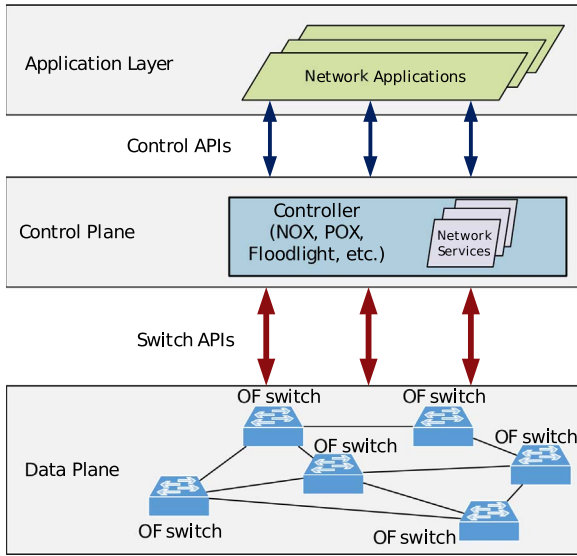 Application Layer
Network Applications
Control APIs
Control Plane
Controller
(NOX, POX,
Floodlight, etc.)
Network
Services
Switch APIs
Data Plane
OF switch
OF switch
OF switch
OF switch
OF switch
OF switch